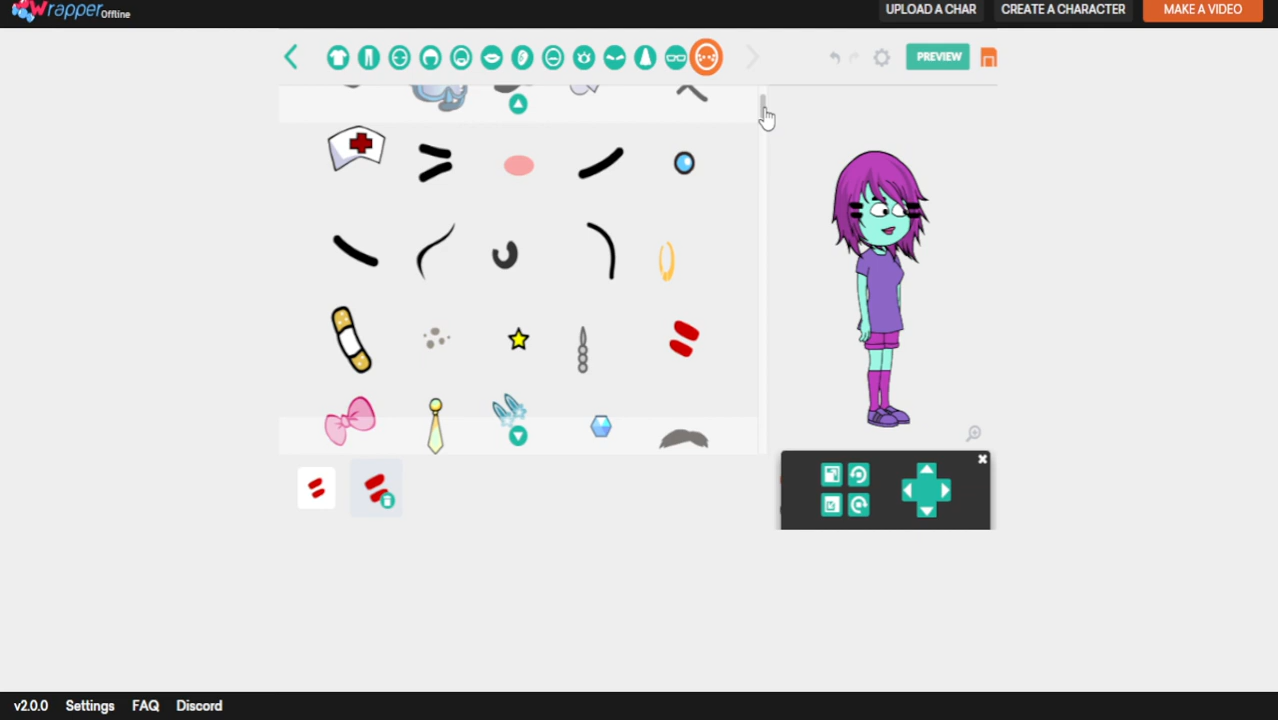 Wrapper Offline
UPLOAD A CHAR
CREATE A CHARACTER
MAKE A VIDEO
PREVIEW
v2.0.0
Settings
FAQ
Discord